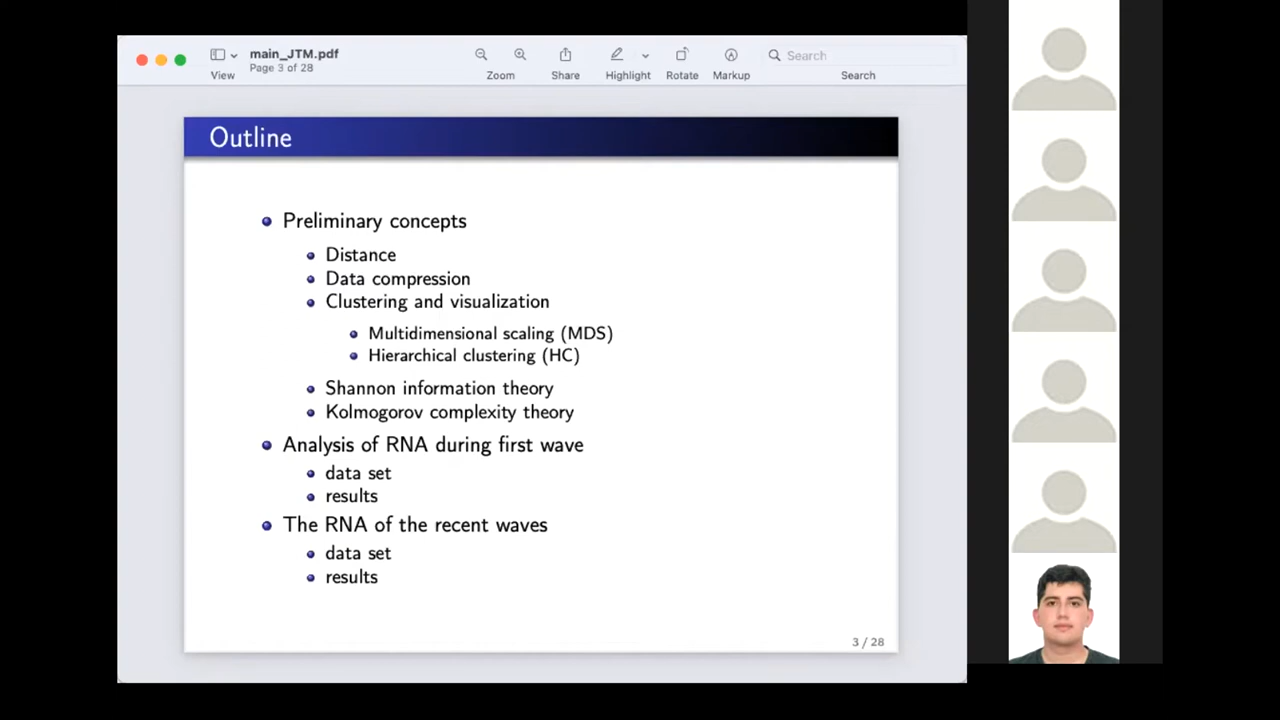 main_JTM.pdf
Page 3 of 28
View
Zoom
Share
Highlight
Rotate
Markup
Search
Search
Outline
Preliminary concepts
Distance
Data compression
Clustering and visualization
Multidimensional scaling (MDS)
Hierarchical clustering (HC)
Shannon information theory
Kolmogorov complexity theory
Analysis of RNA during first wave
data set
results
The RNA of the recent waves
data set
results
3 / 28